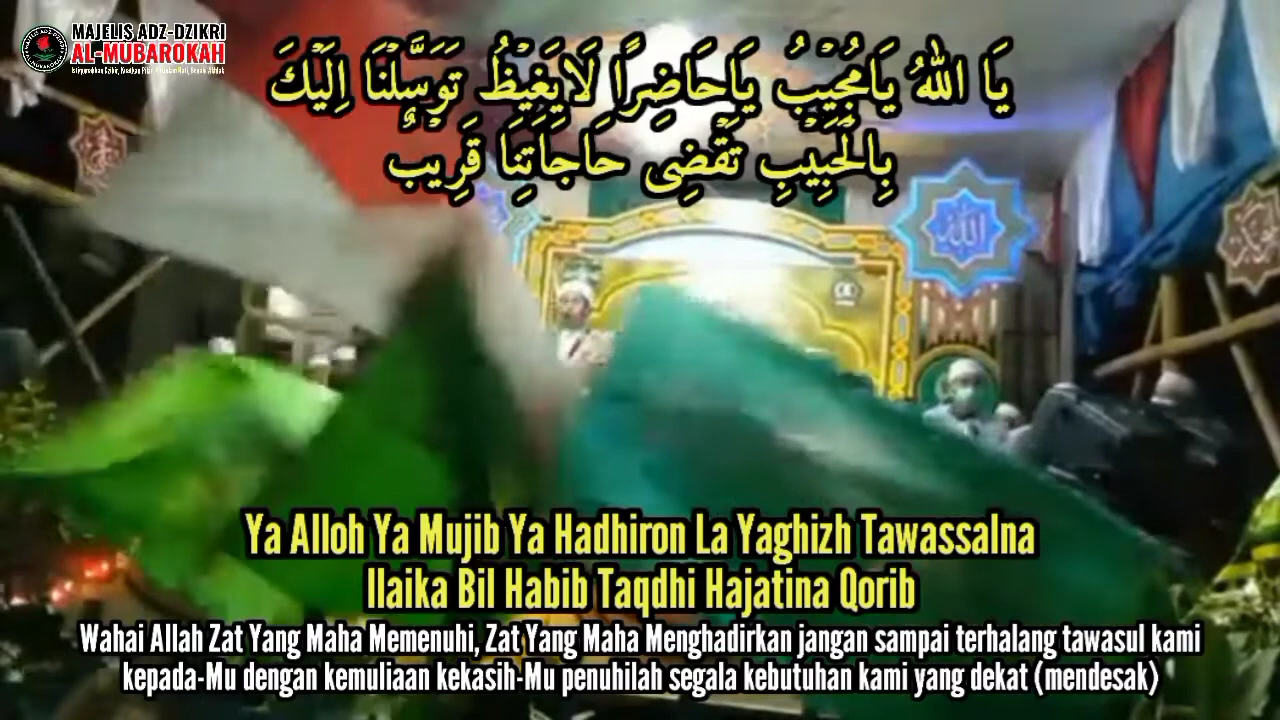 MAJELIS ADZ-DZIKRI
AL-MUBAROKAH
يَا اللهُ يَامُجِيْبُ يَاحَاضِرًا لَايَغِيْظُ تَوَسَّلْنَا اِلَيْكَ
بِالْحَبِيْبِ تَقْضِى حَاجَاتِنَا قَرِيْبٌ
الله
Ya Alloh Ya Mujib Ya Hadhiron La Yaghizh Tawassalna
Ilaika Bil Habib Taqdhi Hajatina Qorib
Wahai Allah Zat Yang Maha Memenuhi, Zat Yang Maha Menghadirkan jangan sampai terhalang tawasul kami
kepada-Mu dengan kemuliaan kekasih-Mu penuhilah segala kebutuhan kami yang dekat (mendesak)